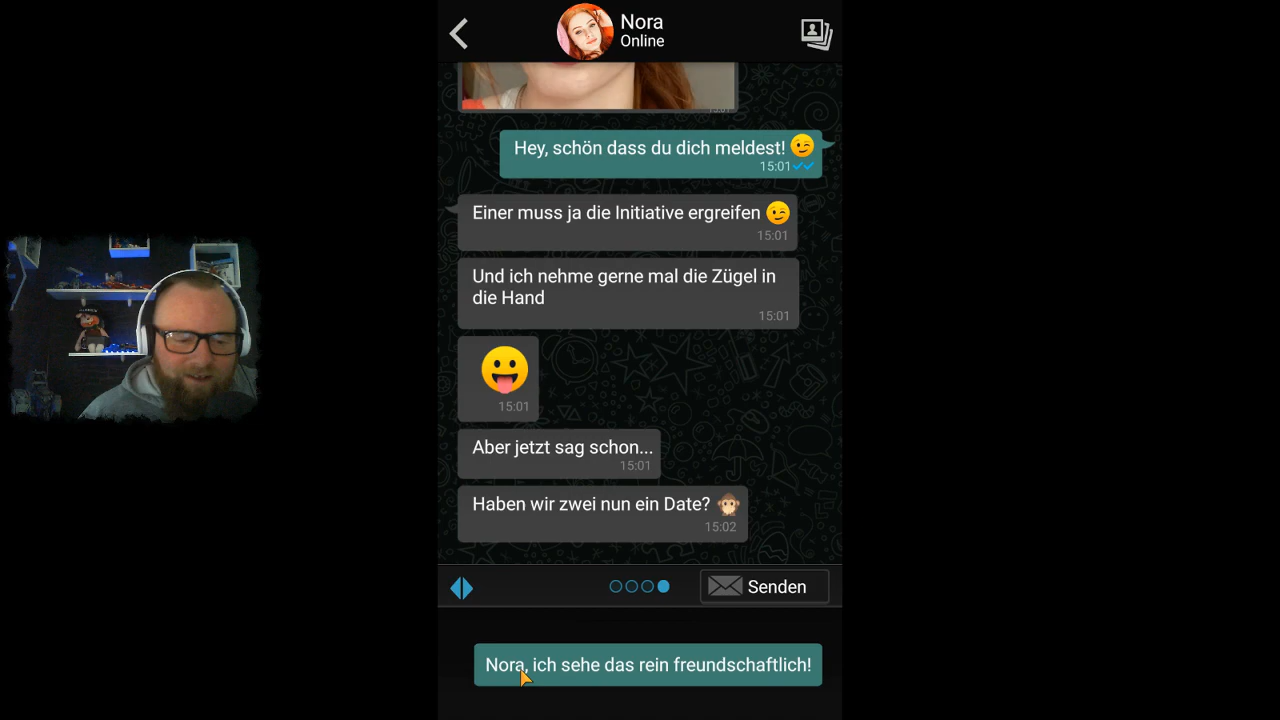 Nora
Online
Hey, schön dass du dich meldest! 😉
15:01
Einer muss ja die Initiative ergreifen 😉
15:01
Und ich nehme gerne mal die Zügel in
die Hand
15:01
😛
15:01
Aber jetzt sag schon...
15:01
Haben wir zwei nun ein Date? 🙊
15:02
Senden
Nora, ich sehe das rein freundschaftlich!